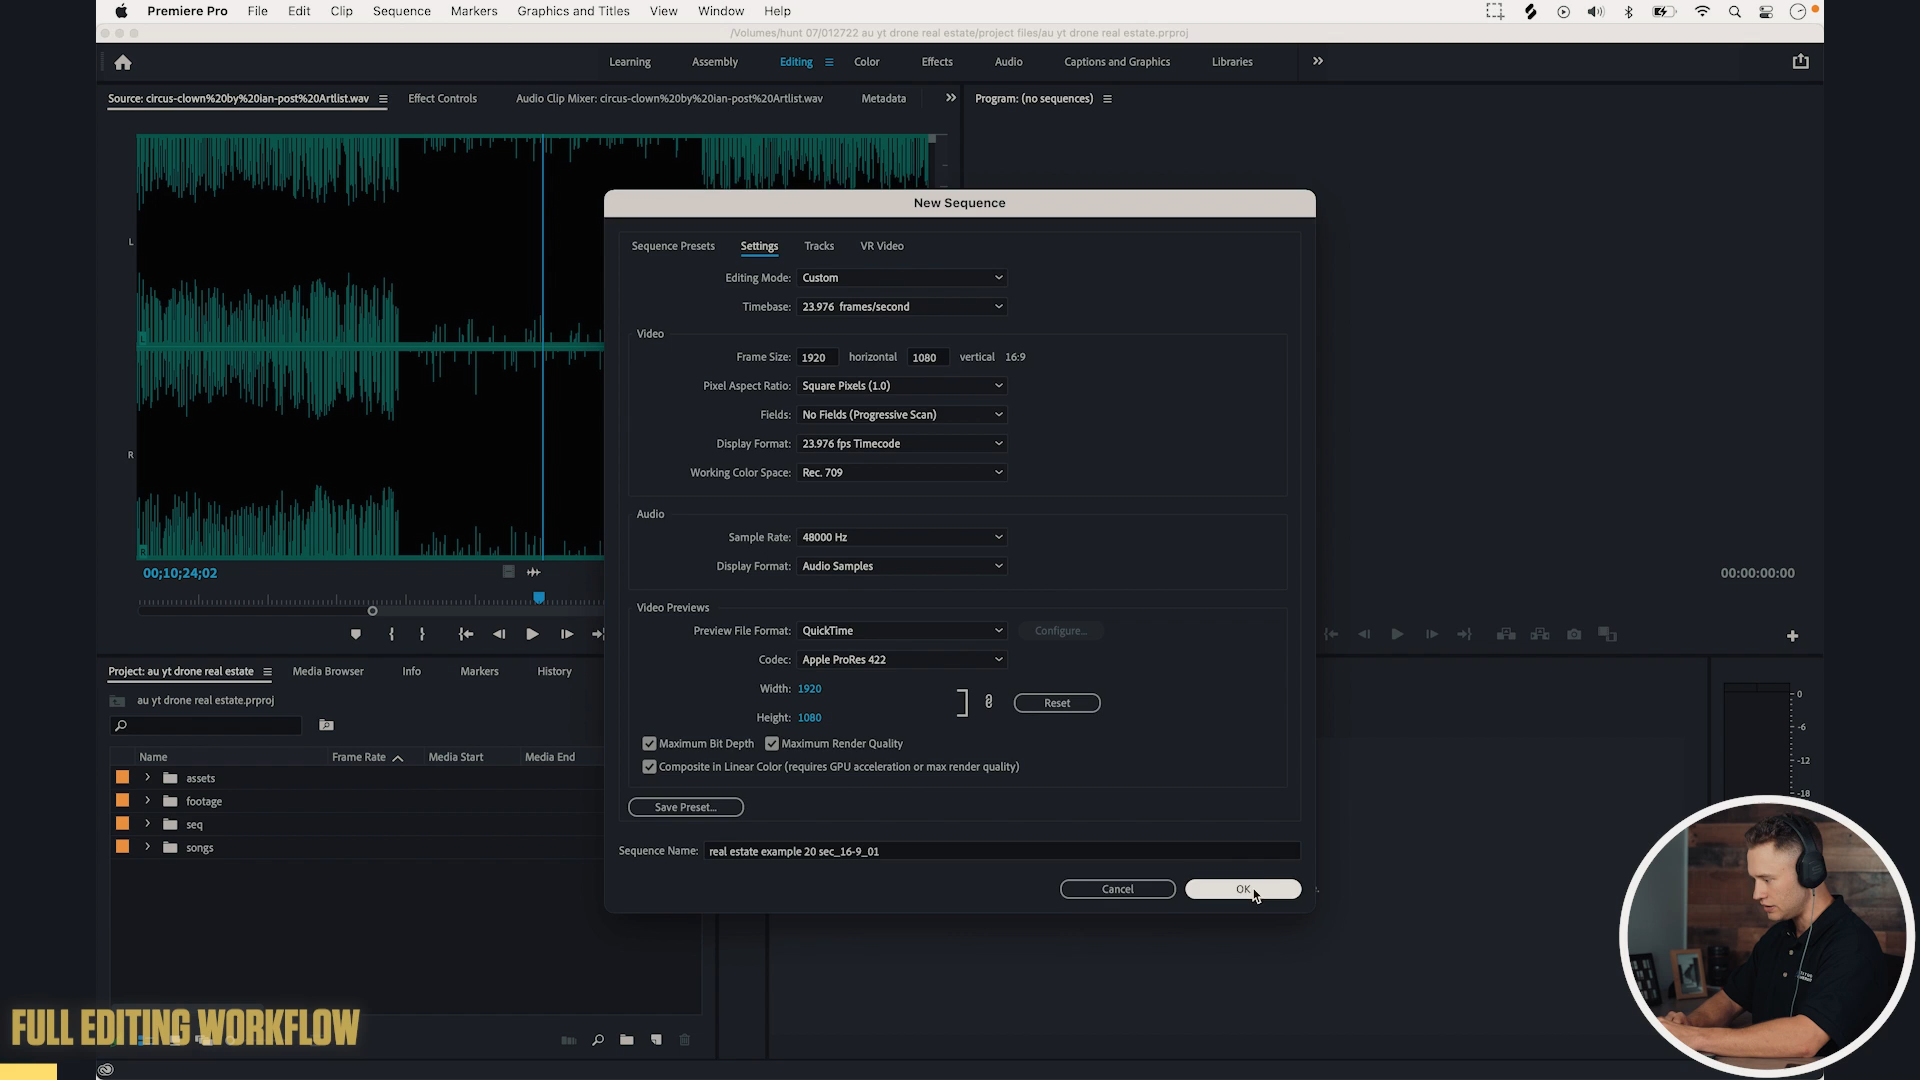 Premiere Pro File Edit Clip Sequence Markers Graphics and Titles View Window Help
/Volumes/hunt 07/012722 au yt drone real estate/project files/au yt drone real estate.prproj
Learning Assembly Editing Color Effects Audio Captions and Graphics Libraries
Source: circus-clown%20by%20ian-post%20Artlist.wav Effect Controls Audio Clip Mixer: circus-clown%20by%20ian-post%20Artlist.wav Metadata Program: (no sequences)
New Sequence
Sequence Presets Settings Tracks VR Video
Editing Mode: Custom
Timebase: 23.976 frames/second
Video
Frame Size: 1920 horizontal 1080 vertical 16:9
Pixel Aspect Ratio: Square Pixels (1.0)
Fields: No Fields (Progressive Scan)
Display Format: 23.976 fps Timecode
Working Color Space: Rec. 709
Audio
Sample Rate: 48000 Hz
Display Format: Audio Samples
Video Previews
Preview File Format: QuickTime Configure...
Codec: Apple ProRes 422
Width: 1920
Height: 1080
Reset
Maximum Bit Depth Maximum Render Quality
Composite in Linear Color (requires GPU acceleration or max render quality)
Save Preset...
Sequence Name: real estate example 20 sec_16-9_01
Cancel OK
L
R
L
R
00;10;24;02
00:00:00:00
Project: au yt drone real estate Media Browser Info Markers History
au yt drone real estate.prproj
Name Frame Rate Media Start Media End
assets
footage
seq
songs
0
-6
-12
-18
FULL EDITING WORKFLOW